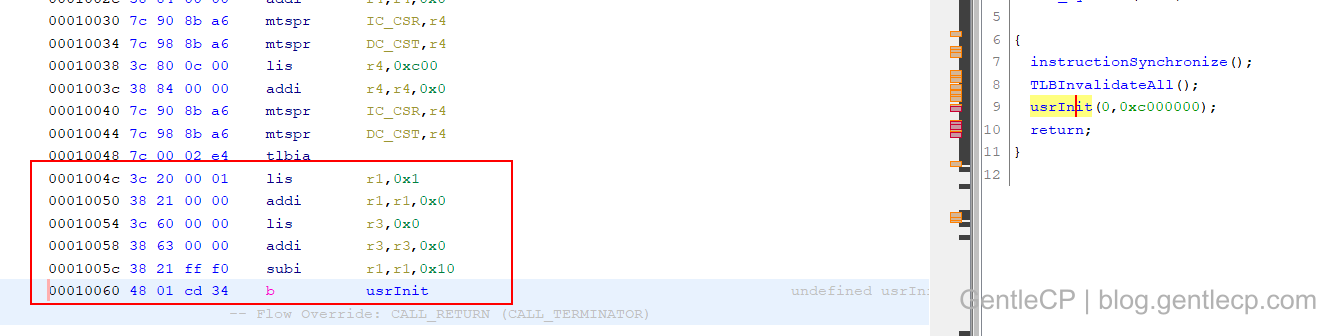 00010030 7c 90 8b a6 mtspr IC_CSR,r4
00010034 7c 98 8b a6 mtspr DC_CST,r4
00010038 3c 80 0c 00 lis r4,0xc00
0001003c 38 84 00 00 addi r4,r4,0x0
00010040 7c 90 8b a6 mtspr IC_CSR,r4
00010044 7c 98 8b a6 mtspr DC_CST,r4
00010048 7c 00 02 e4 tlbia
0001004c 3c 20 00 01 lis r1,0x1
00010050 38 21 00 00 addi r1,r1,0x0
00010054 3c 60 00 00 lis r3,0x0
00010058 38 63 00 00 addi r3,r3,0x0
0001005c 38 21 ff f0 subi r1,r1,0x10
00010060 48 01 cd 34 b usrInit undefined usrIn
-- Flow Override: CALL_RETURN (CALL_TERMINATOR)
5
6 {
7 instructionSynchronize();
8 TLBInvalidateAll();
9 usrInit(0,0xc000000);
10 return;
11 }
12
GentleCP | blog.gentlecp.com